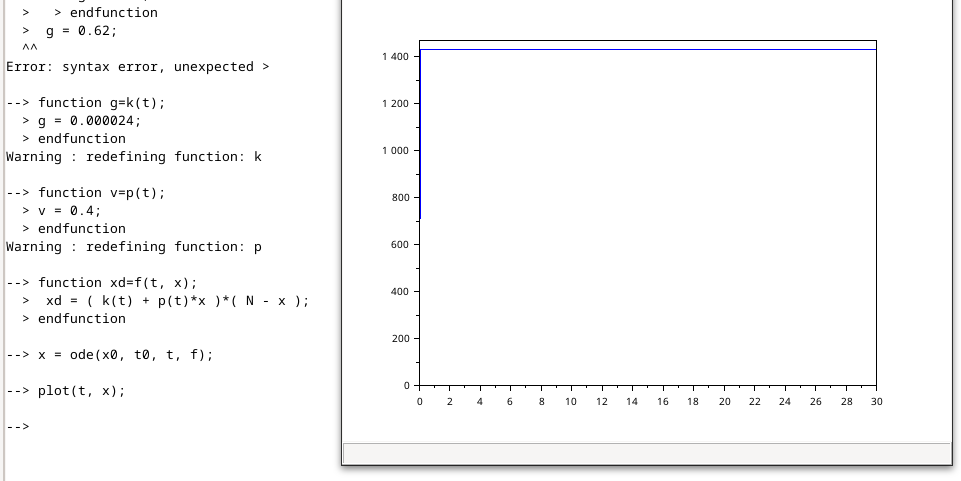 > > endfunction
> g = 0.62;
^^
Error: syntax error, unexpected >
--> function g=k(t);
> g = 0.000024;
> endfunction
Warning : redefining function: k
--> function v=p(t);
> v = 0.4;
> endfunction
Warning : redefining function: p
--> function xd=f(t, x);
> xd = ( k(t) + p(t)*x )*( N - x );
> endfunction
--> x = ode(x0, t0, t, f);
--> plot(t, x);
-->
1 400
1 200
1 000
800
600
400
200
0
0 2 4 6 8 10 12 14 16 18 20 22 24 26 28 30